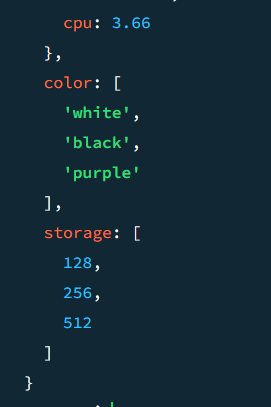 cpu: 3.66
},
color: [
'white',
'black',
'purple'
],
storage: [
128,
256,
512
]
}